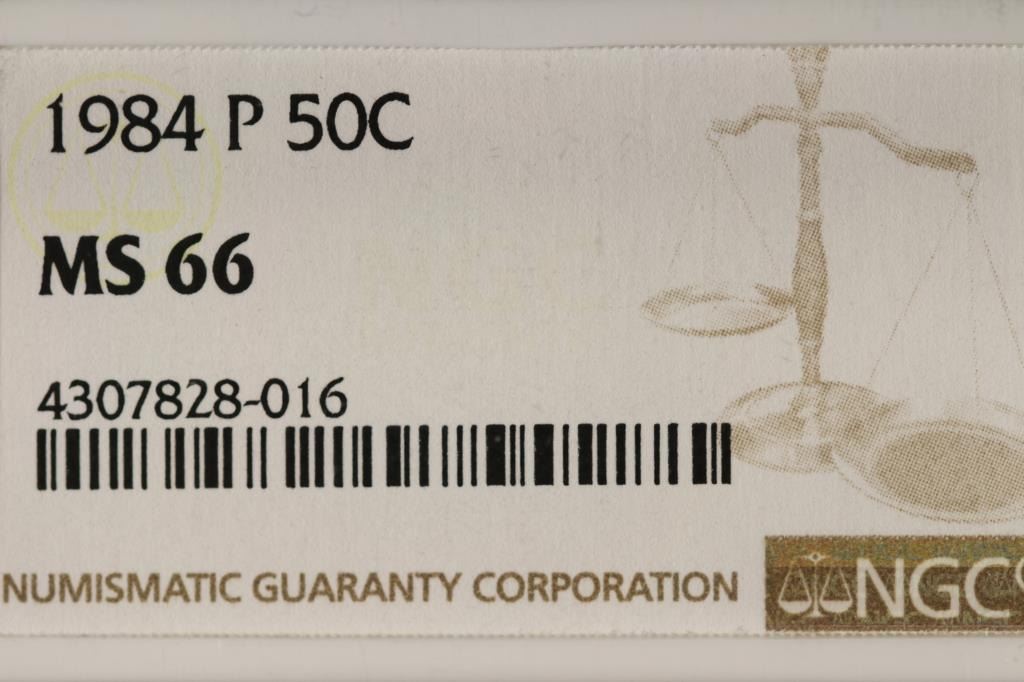 1984 P 50C
MS 66
4307828-016
NUMISMATIC GUARANTY CORPORATION
NGC